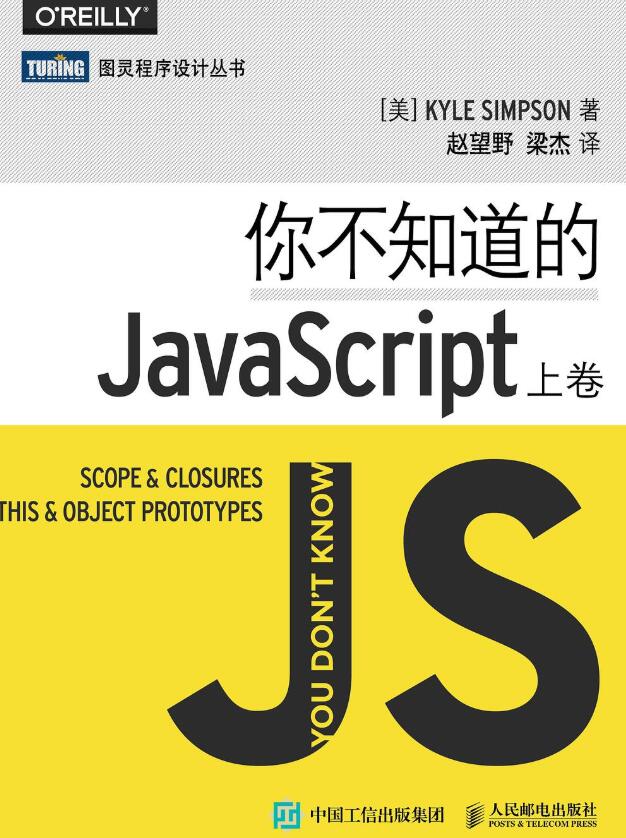 O'REILLY®
TURING 图灵程序设计丛书
[美] KYLE SIMPSON 著
赵望野 梁杰 译
你不知道的
JavaScript 上卷
SCOPE & CLOSURES
THIS & OBJECT PROTOTYPES
JS
YOU DON'T KNOW
中国工信出版集团
人民邮电出版社
POSTS & TELECOM PRESS